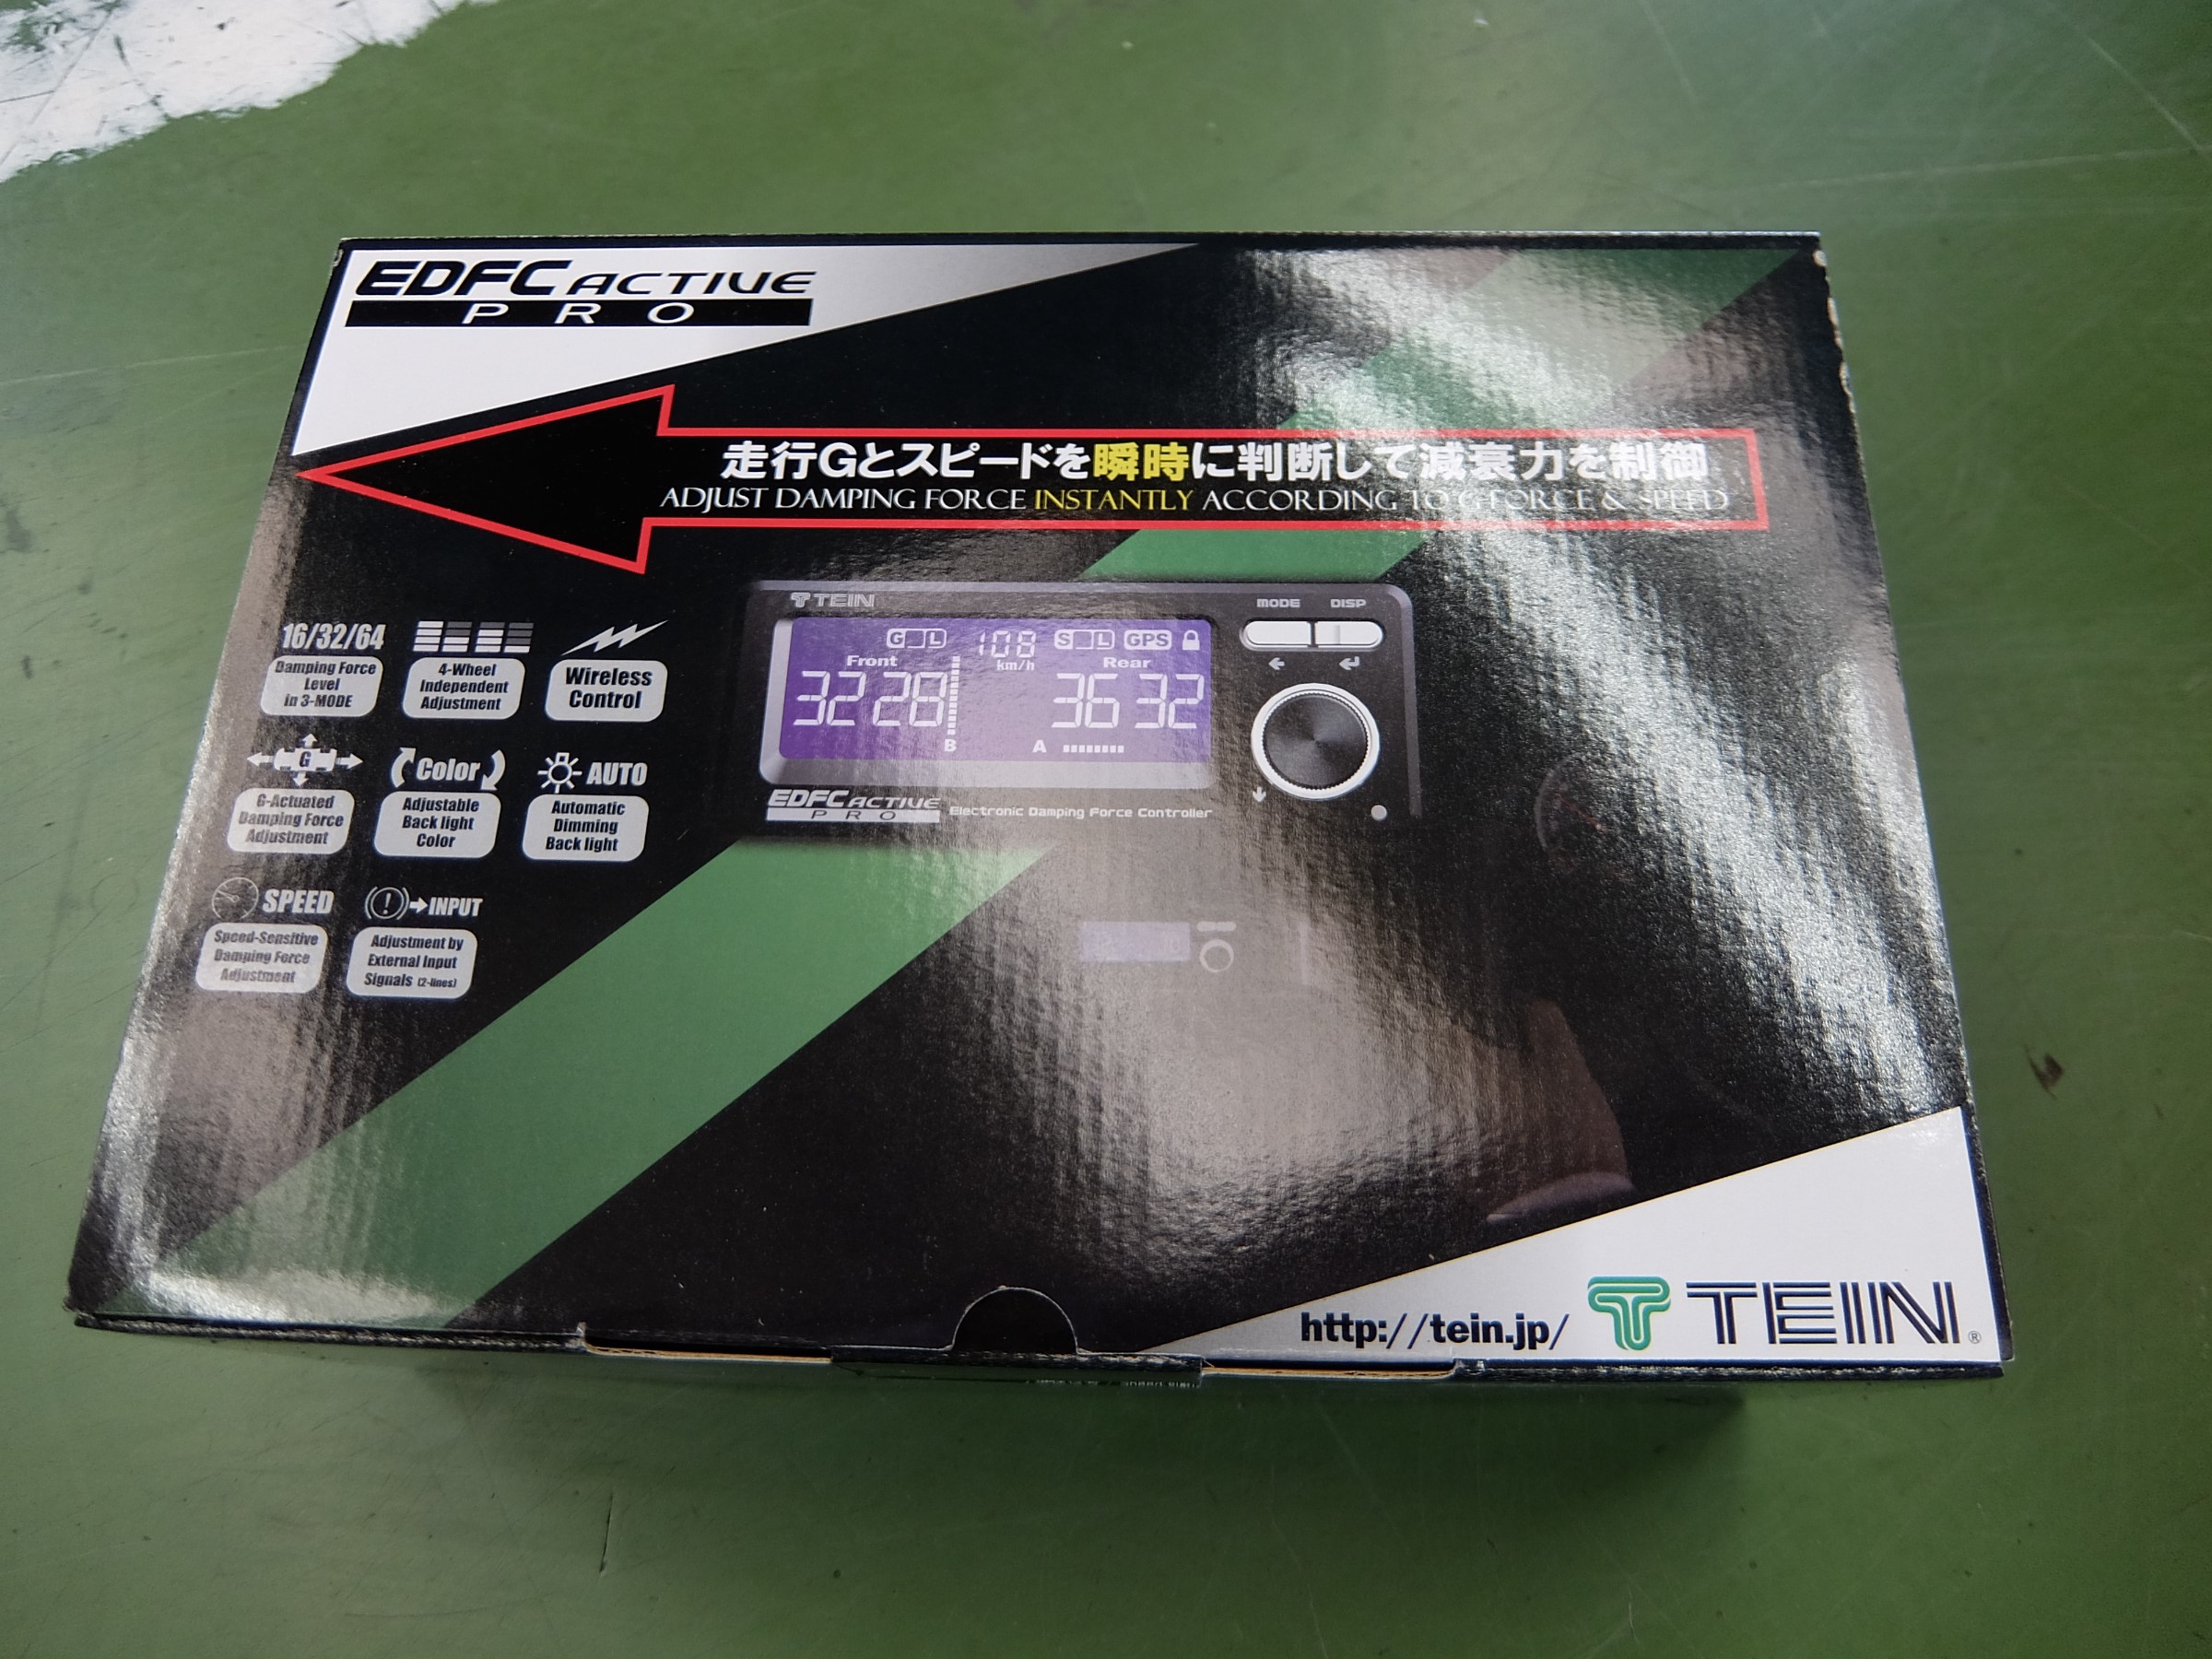 EDFC ACTIVE
PRO
走行Gとスピードを瞬時に判断して減衰力を制御
ADJUST DAMPING FORCE INSTANTLY ACCORDING TO G-FORCE & SPEED
16/32/64
Damping Force
Level
in 3-MODE
4-Wheel
Independent
Adjustment
Wireless
Control
G
G-Actuated
Damping Force
Adjustment
Color
Adjustable
Back light
Color
AUTO
Automatic
Dimming
Back light
SPEED
Speed-Sensitive
Damping Force
Adjustment
INPUT
Adjustment by
External Input
Signals (2-lines)
TEIN
MODE DISP
G L 108 S L GPS
Front km/h Rear
32 28 36 32
B A
EDFC ACTIVE
PRO
Electronic Damping Force Controller
http://tein.jp/ TEIN®